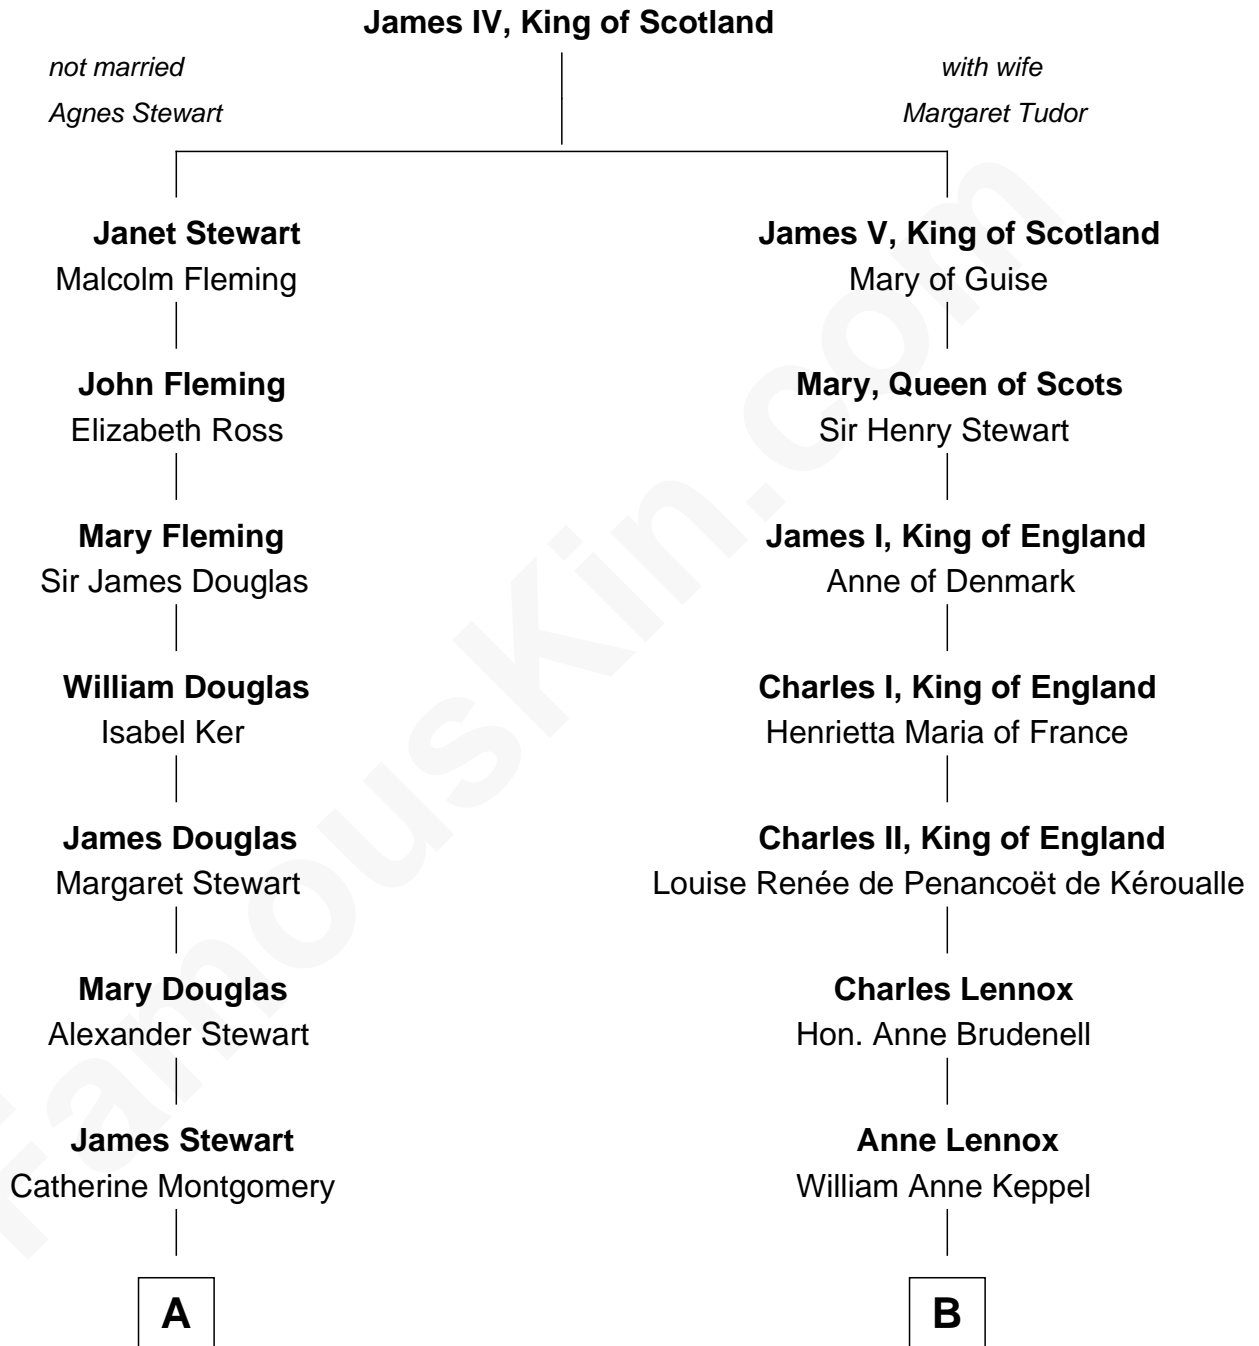 James IV, King of Scotland
not married
Agnes Stewart
with wife
Margaret Tudor
Janet Stewart
Malcolm Fleming
John Fleming
Elizabeth Ross
Mary Fleming
Sir James Douglas
William Douglas
Isabel Ker
James Douglas
Margaret Stewart
Mary Douglas
Alexander Stewart
James Stewart
Catherine Montgomery
A
James V, King of Scotland
Mary of Guise
Mary, Queen of Scots
Sir Henry Stewart
James I, King of England
Anne of Denmark
Charles I, King of England
Henrietta Maria of France
Charles II, King of England
Louise Renée de Penancoët de Kéroualle
Charles Lennox
Hon. Anne Brudenell
Anne Lennox
William Anne Keppel
B
FamousKin.com